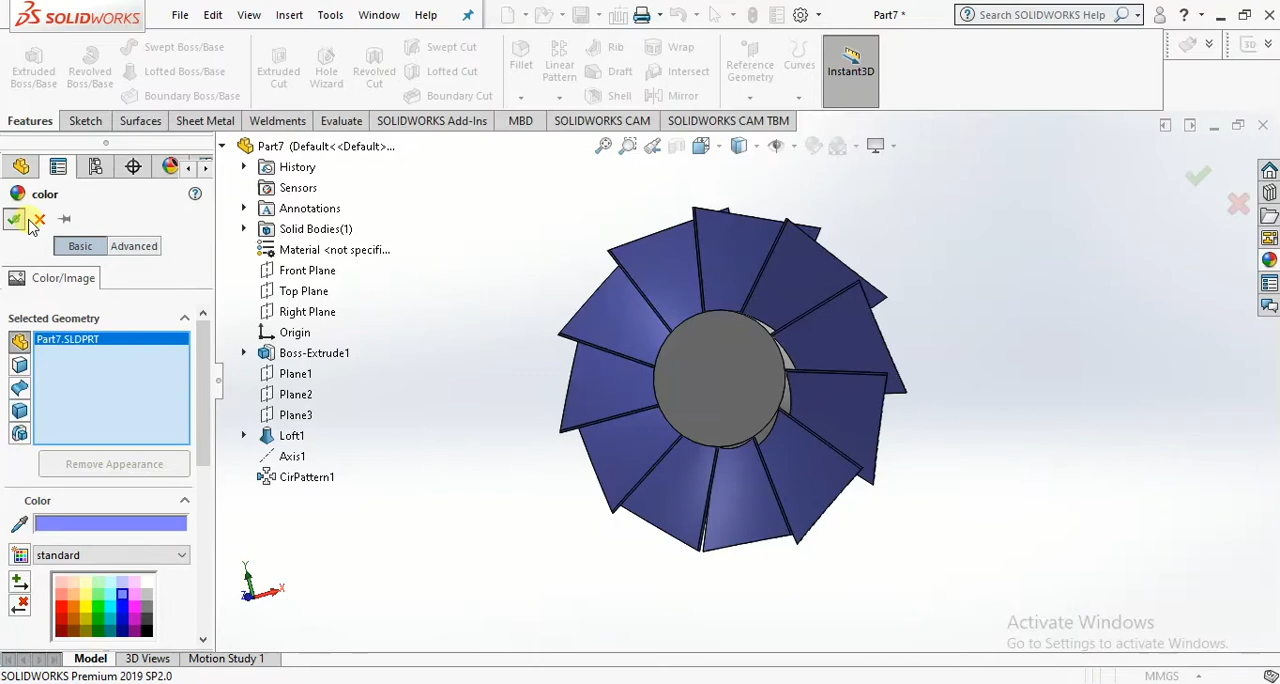 SOLIDWORKS File Edit View Insert Tools Window Help Part7 * Search SOLIDWORKS Help ?
Extruded Boss/Base Revolved Boss/Base Swept Boss/Base Lofted Boss/Base Boundary Boss/Base Extruded Cut Hole Wizard Revolved Cut Swept Cut Lofted Cut Boundary Cut Fillet Linear Pattern Rib Draft Shell Wrap Intersect Mirror Reference Geometry Curves Instant3D
3D
Features Sketch Surfaces Sheet Metal Weldments Evaluate SOLIDWORKS Add-Ins MBD SOLIDWORKS CAM SOLIDWORKS CAM TBM
Part7 (Default<<Default>...
History
Sensors
Annotations
Solid Bodies(1)
Material <not specifi...
Front Plane
Top Plane
Right Plane
Origin
Boss-Extrude1
Plane1
Plane2
Plane3
Loft1
Axis1
CirPattern1
color
Basic Advanced
Color/Image
Selected Geometry
Part7.SLDPRT
Remove Appearance
Color
standard
Y
X
Z
Activate Windows
Go to Settings to activate Windows.
Model 3D Views Motion Study 1
SOLIDWORKS Premium 2019 SP2.0 MMGS